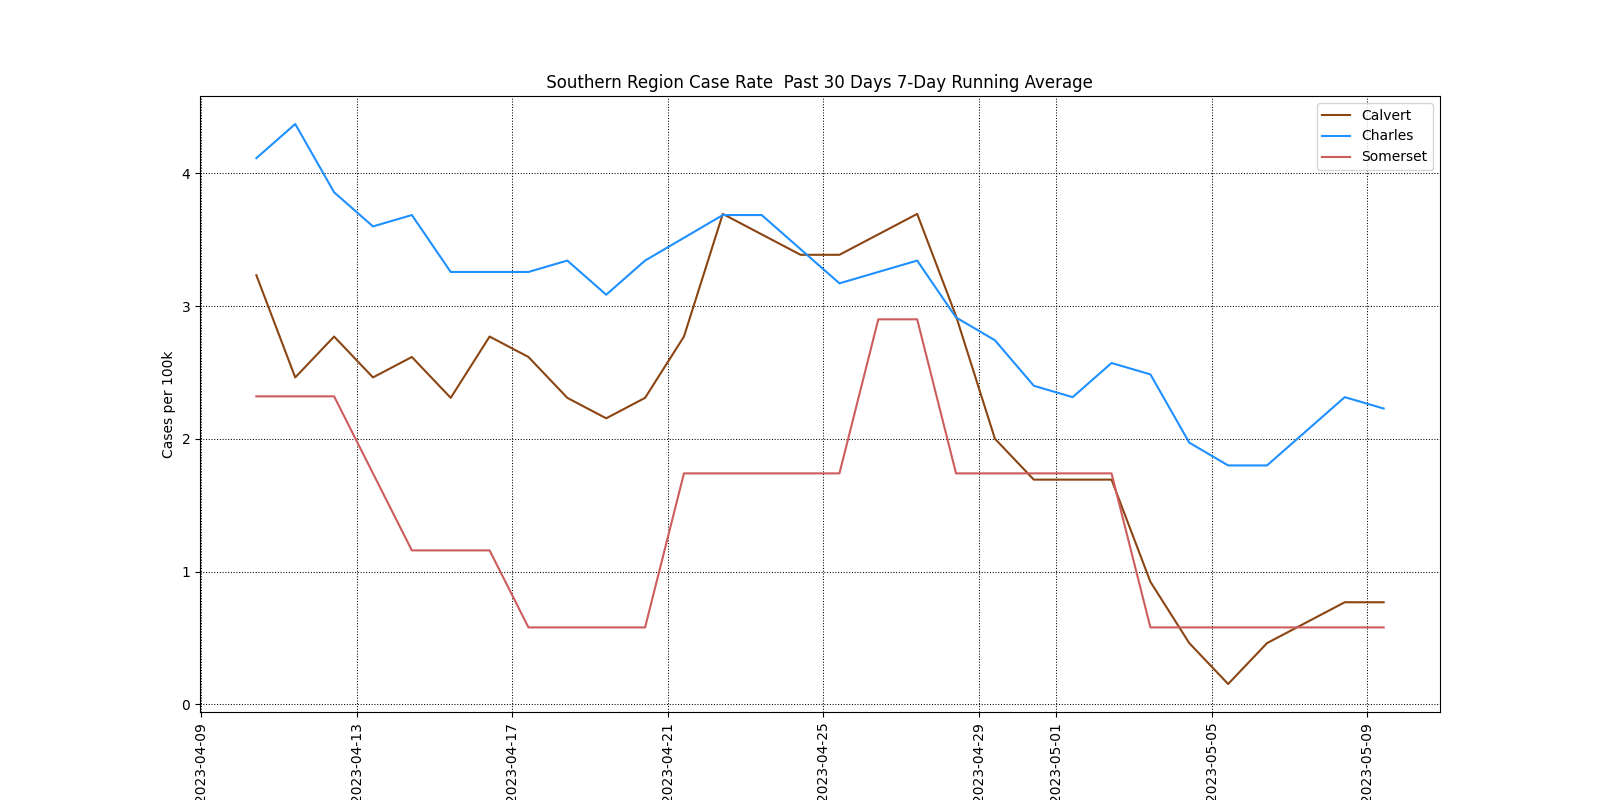 Southern Region Case Rate  Past 30 Days 7-Day Running Average
Calvert
Charles
Somerset
Cases per 100k
4
3
2
1
0
2023-04-09
2023-04-13
2023-04-17
2023-04-21
2023-04-25
2023-04-29
2023-05-01
2023-05-05
2023-05-09